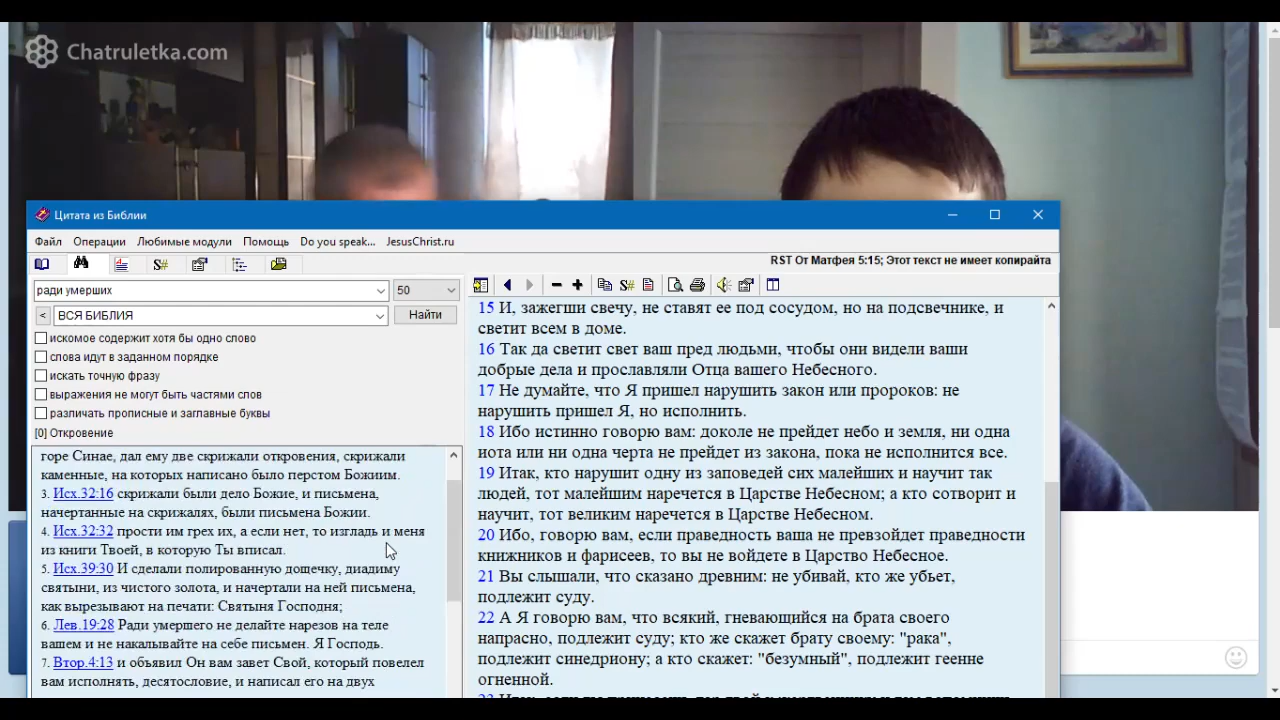 Chatruletka.com
Цитата из Библии
Файл Операции Любимые модули Помощь Do you speak... JesusChrist.ru
S#
RST От Матфея 5:15; Этот текст не имеет копирайта
ради умерших
50
S#
< ВСЯ БИБЛИЯ
Найти
искомое содержит хотя бы одно слово
слова идут в заданном порядке
искать точную фразу
выражения не могут быть частями слов
различать прописные и заглавные буквы
[0] Откровение
горе Синае, дал ему две скрижали откровения, скрижали
каменные, на которых написано было перстом Божиим.
3. Исх.32:16 скрижали были дело Божие, и письмена,
начертанные на скрижалях, были письмена Божии.
4. Исх.32:32 прости им грех их, а если нет, то изгладь и меня
из книги Твоей, в которую Ты вписал.
5. Исх.39:30 И сделали полированную дощечку, диадиму
святыни, из чистого золота, и начертали на ней письмена,
как вырезывают на печати: Святыня Господня;
6. Лев.19:28 Ради умершего не делайте нарезов на теле
вашем и не накалывайте на себе письмен. Я Господь.
7. Втор.4:13 и объявил Он вам завет Свой, который повелел
вам исполнять, десятословие, и написал его на двух
15 И, зажегши свечу, не ставят ее под сосудом, но на подсвечнике, и
светит всем в доме.
16 Так да светит свет ваш пред людьми, чтобы они видели ваши
добрые дела и прославляли Отца вашего Небесного.
17 Не думайте, что Я пришел нарушить закон или пророков: не
нарушить пришел Я, но исполнить.
18 Ибо истинно говорю вам: доколе не прейдет небо и земля, ни одна
иота или ни одна черта не прейдет из закона, пока не исполнится все.
19 Итак, кто нарушит одну из заповедей сих малейших и научит так
людей, тот малейшим наречется в Царстве Небесном; а кто сотворит и
научит, тот великим наречется в Царстве Небесном.
20 Ибо, говорю вам, если праведность ваша не превзойдет праведности
книжников и фарисеев, то вы не войдете в Царство Небесное.
21 Вы слышали, что сказано древним: не убивай, кто же убьет,
подлежит суду.
22 А Я говорю вам, что всякий, гневающийся на брата своего
напрасно, подлежит суду; кто же скажет брату своему: "рака",
подлежит синедриону; а кто скажет: "безумный", подлежит геенне
огненной.